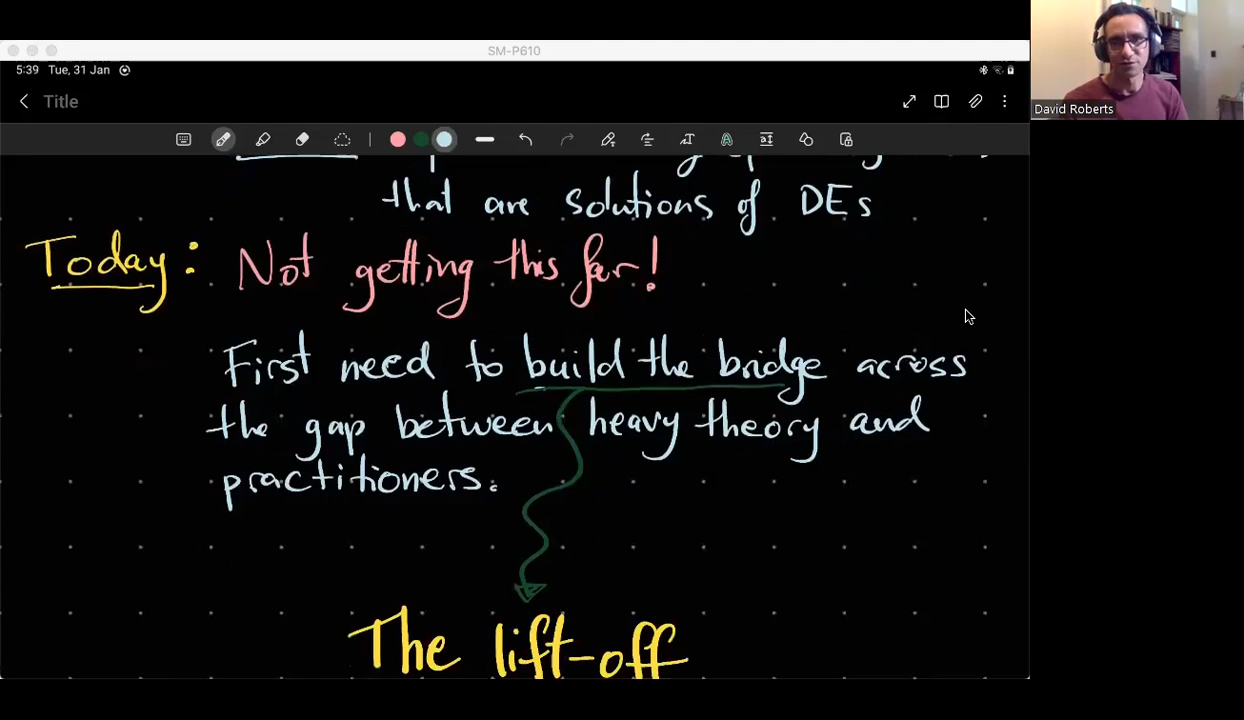 SM-P610
5:39 Tue, 31 Jan
Title
David Roberts
that are solutions of DEs
Today: Not getting this far!
First need to build the bridge across
the gap between heavy theory and
practitioners.
The lift-off